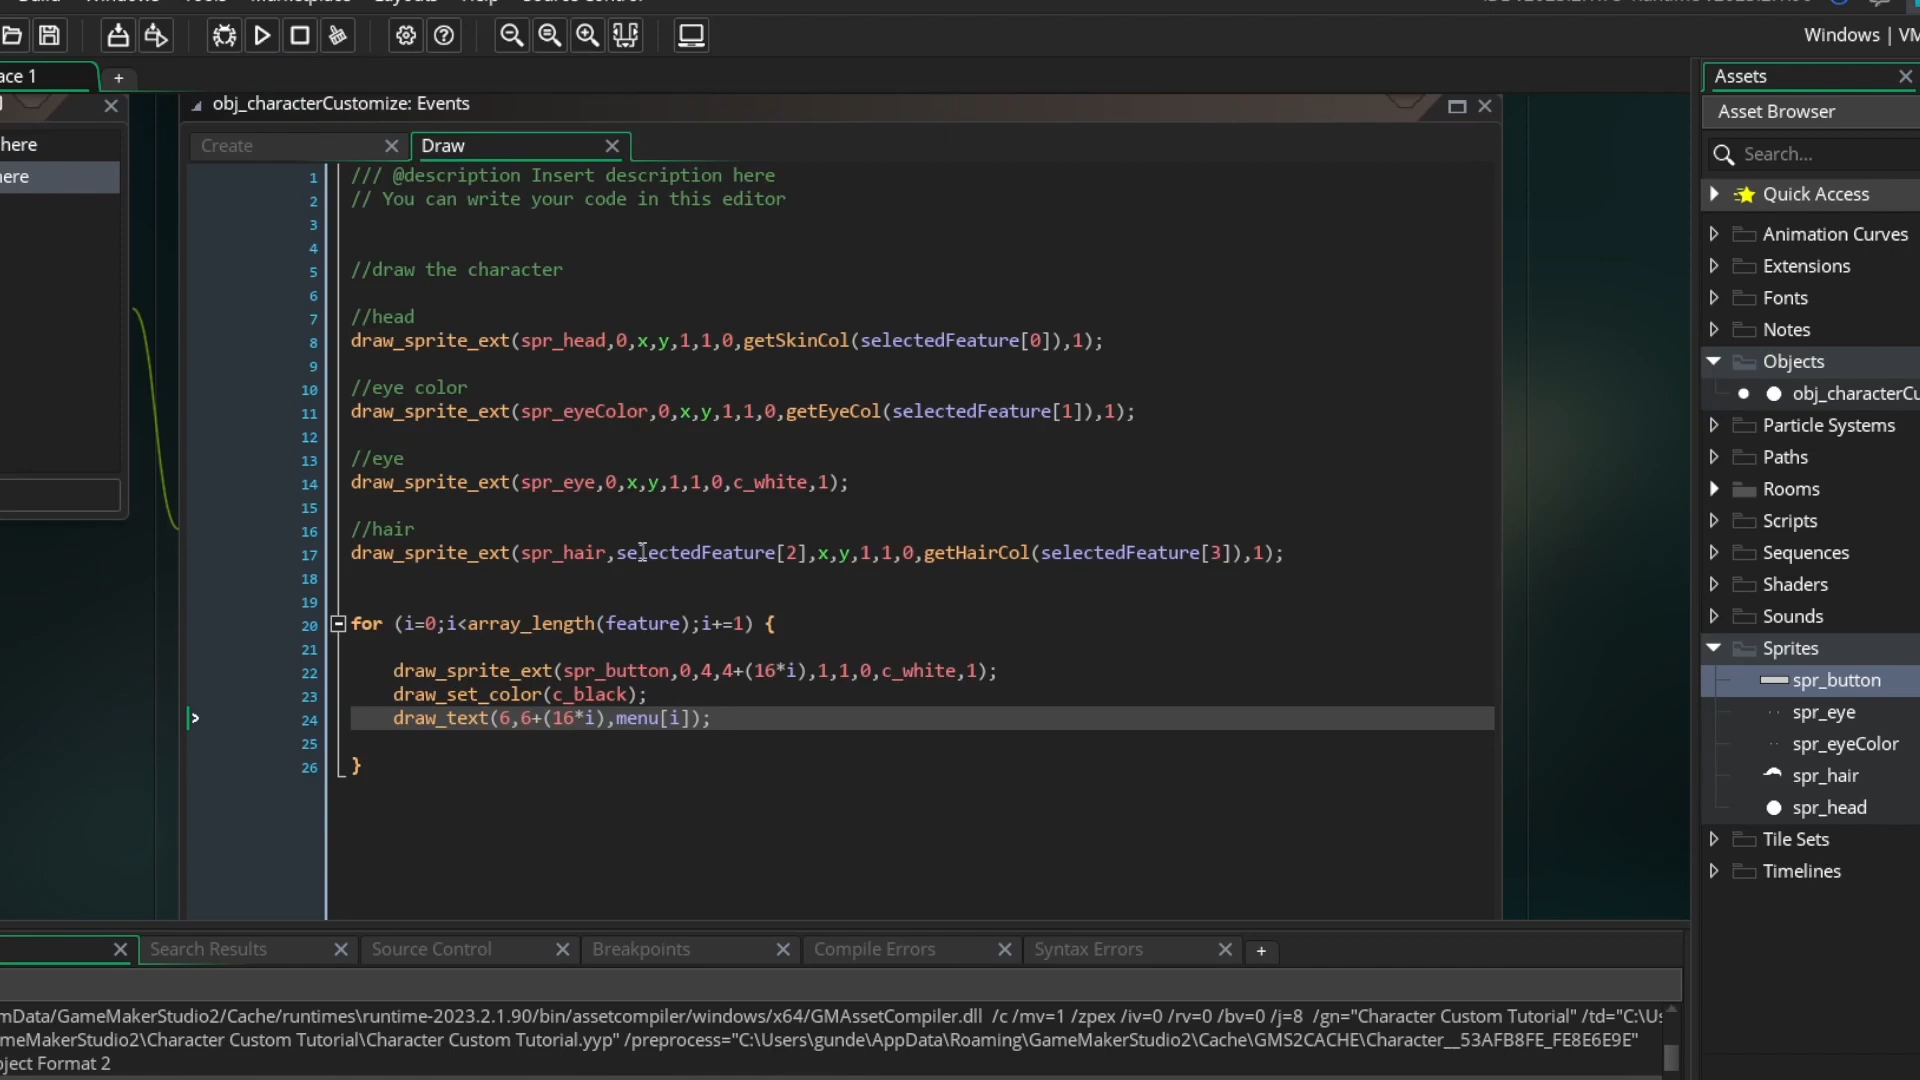 Windows | VM
ace 1
+
Assets
Asset Browser
Search...
Quick Access
Animation Curves
Extensions
Fonts
Notes
Objects
obj_characterCu
Particle Systems
Paths
Rooms
Scripts
Sequences
Shaders
Sounds
Sprites
spr_button
spr_eye
spr_eyeColor
spr_hair
spr_head
Tile Sets
Timelines
here
ere
obj_characterCustomize: Events
Create
Draw
1 /// @description Insert description here
2 // You can write your code in this editor
3
4
5 //draw the character
6
7 //head
8 draw_sprite_ext(spr_head,0,x,y,1,1,0,getSkinCol(selectedFeature[0]),1);
9
10 //eye color
11 draw_sprite_ext(spr_eyeColor,0,x,y,1,1,0,getEyeCol(selectedFeature[1]),1);
12
13 //eye
14 draw_sprite_ext(spr_eye,0,x,y,1,1,0,c_white,1);
15
16 //hair
17 draw_sprite_ext(spr_hair,selectedFeature[2],x,y,1,1,0,getHairCol(selectedFeature[3]),1);
18
19
20 for (i=0;i<array_length(feature);i+=1) {
21
22 draw_sprite_ext(spr_button,0,4,4+(16*i),1,1,0,c_white,1);
23 draw_set_color(c_black);
24 draw_text(6,6+(16*i),menu[i]);
25
26 }
Search Results
Source Control
Breakpoints
Compile Errors
Syntax Errors
+
mData/GameMakerStudio2/Cache/runtimes\runtime-2023.2.1.90/bin/assetcompiler/windows/x64/GMAssetCompiler.dll /c /mv=1 /zpex /iv=0 /rv=0 /bv=0 /j=8 /gn="Character Custom Tutorial" /td="C:\Us
meMakerStudio2\Character Custom Tutorial\Character Custom Tutorial.yyp" /preprocess="C:\Users\gunde\AppData\Roaming\GameMakerStudio2\Cache\GMS2CACHE\Character__53AFB8FE_FE8E6E9E"
ject Format 2